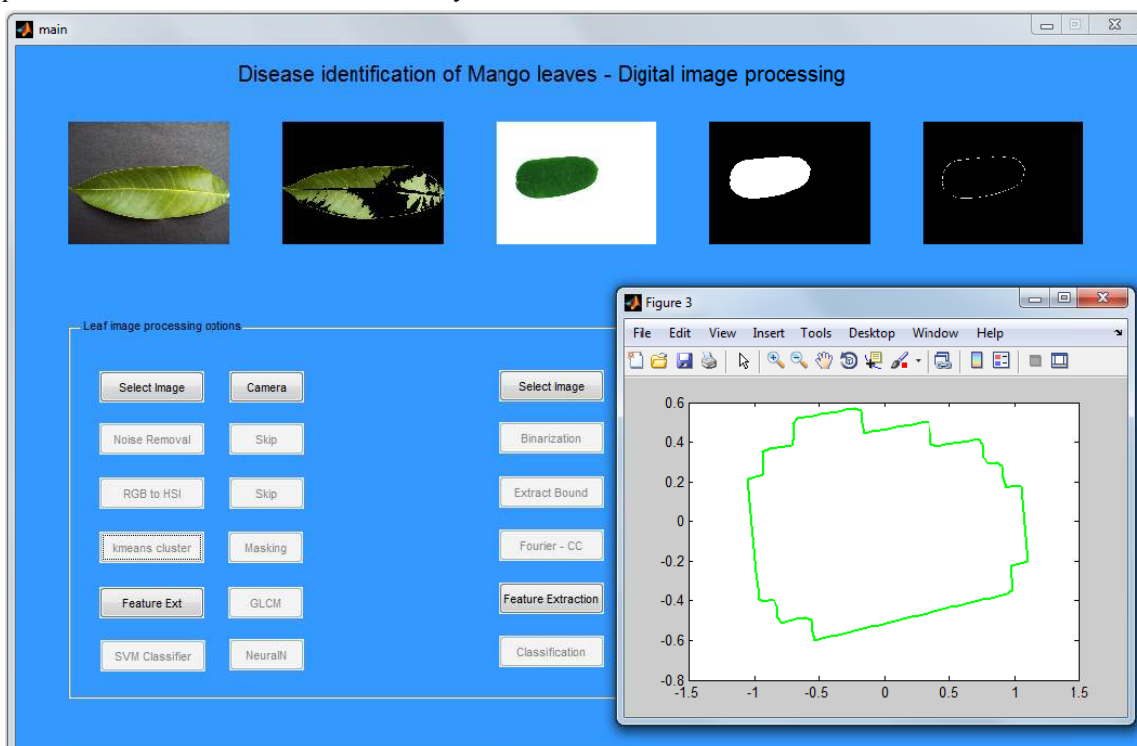 main
Disease identification of Mango leaves - Digital image processing
Leaf image processing options
Select Image Camera
Noise Removal Skip
RGB to HSI Skip
kmeans cluster Masking
Feature Ext GLCM
SVM Classifier NeuralN
Select Image
Binarization
Extract Bound
Fourier - CC
Feature Extraction
Classification
Figure 3
File Edit View Insert Tools Desktop Window Help
0.6
0.4
0.2
0
-0.2
-0.4
-0.6
-0.8
-1.5 -1 -0.5 0 0.5 1 1.5